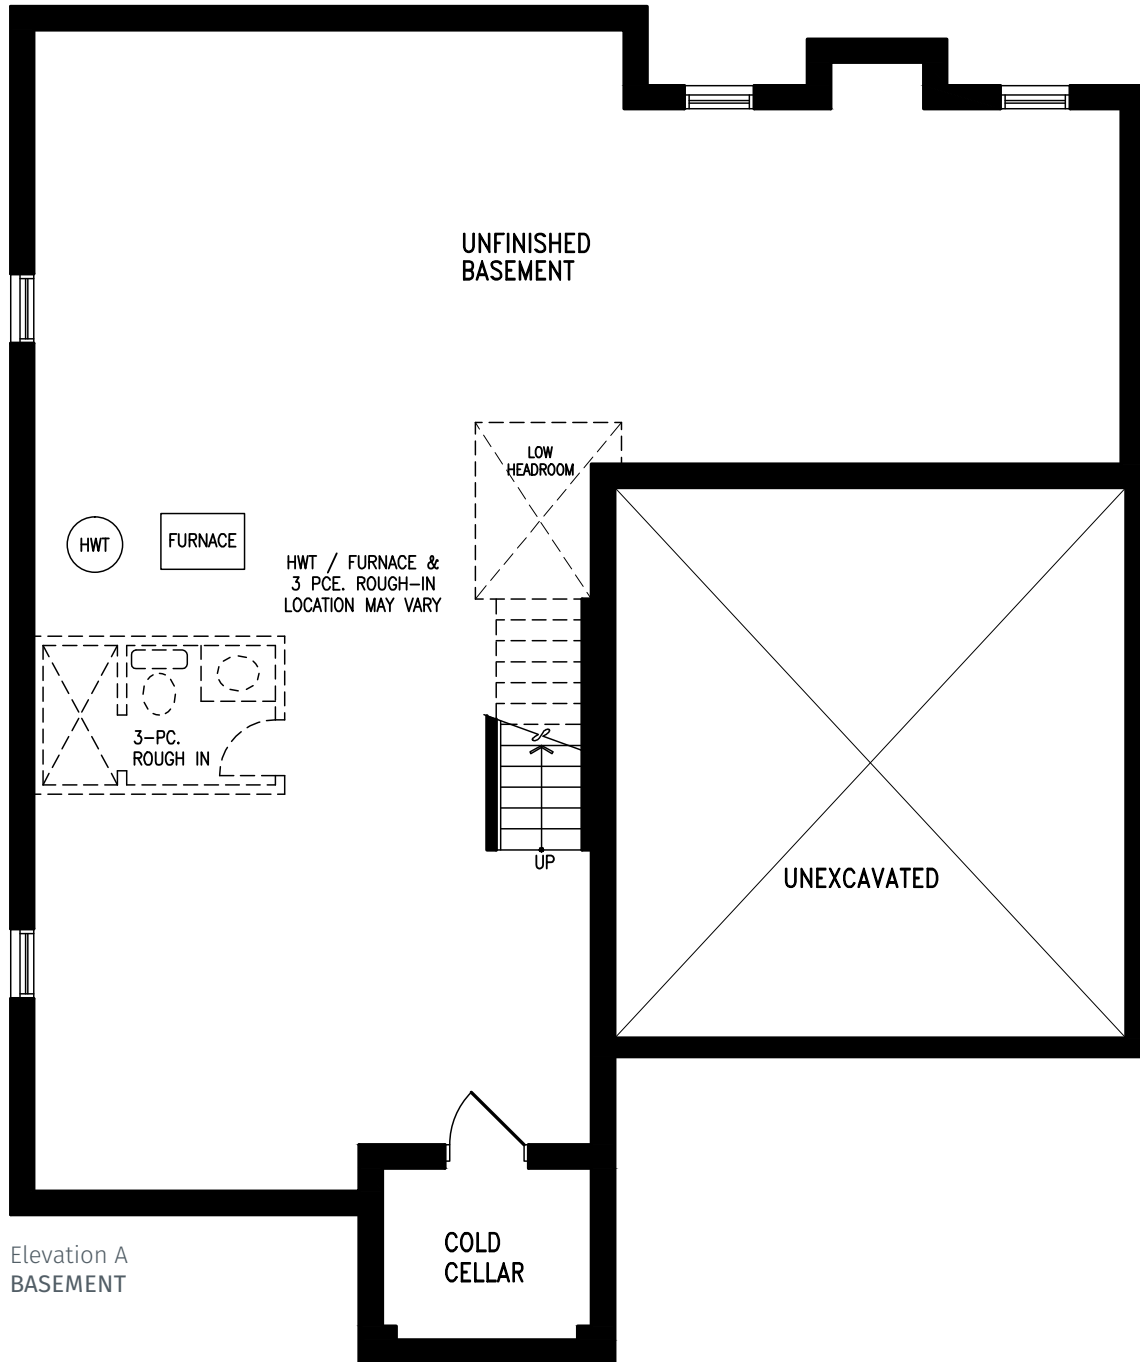 UNFINISHED
BASEMENT
LOW
HEADROOM
HWT
FURNACE
HWT / FURNACE &
3 PCE. ROUGH-IN
LOCATION MAY VARY
3-PC.
ROUGH IN
UP
UNEXCAVATED
COLD
CELLAR
Elevation A
BASEMENT